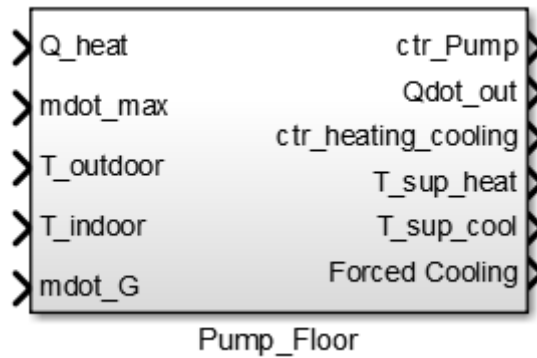 Q_heat
mdot_max
T_outdoor
T_indoor
mdot_G
ctr_Pump
Qdot_out
ctr_heating_cooling
T_sup_heat
T_sup_cool
Forced Cooling
Pump_Floor